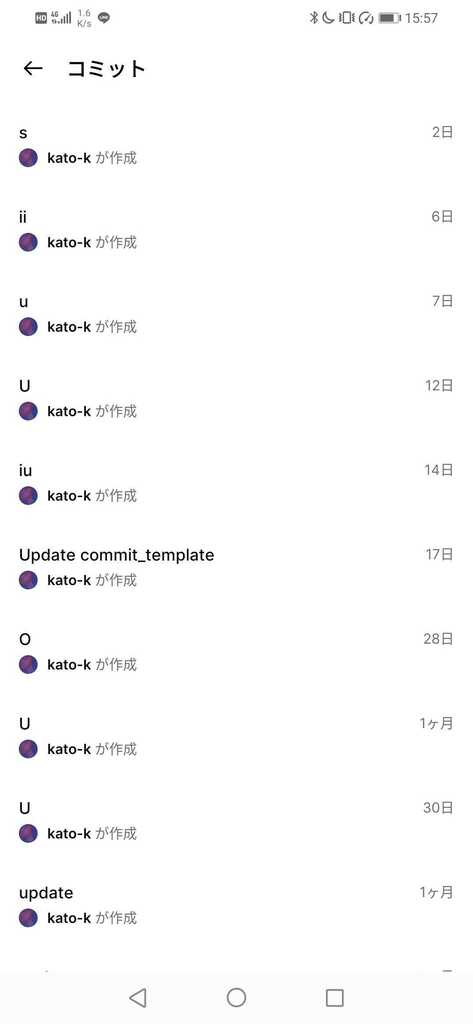 HD 4G 1.6 K/s LINE 15:57
コミット
s 2日
kato-k が作成
ii 6日
kato-k が作成
u 7日
kato-k が作成
U 12日
kato-k が作成
iu 14日
kato-k が作成
Update commit_template 17日
kato-k が作成
O 28日
kato-k が作成
U 1ヶ月
kato-k が作成
U 30日
kato-k が作成
update 1ヶ月
kato-k が作成